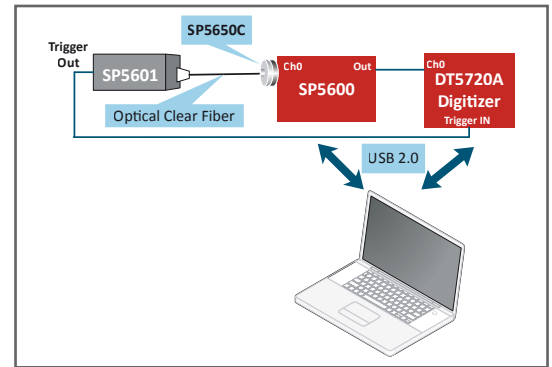 SP5650C
Trigger
Out
SP5601
Optical Clear Fiber
Ch0
Out
SP5600
Ch0
DT5720A
Digitizer
Trigger IN
USB 2.0